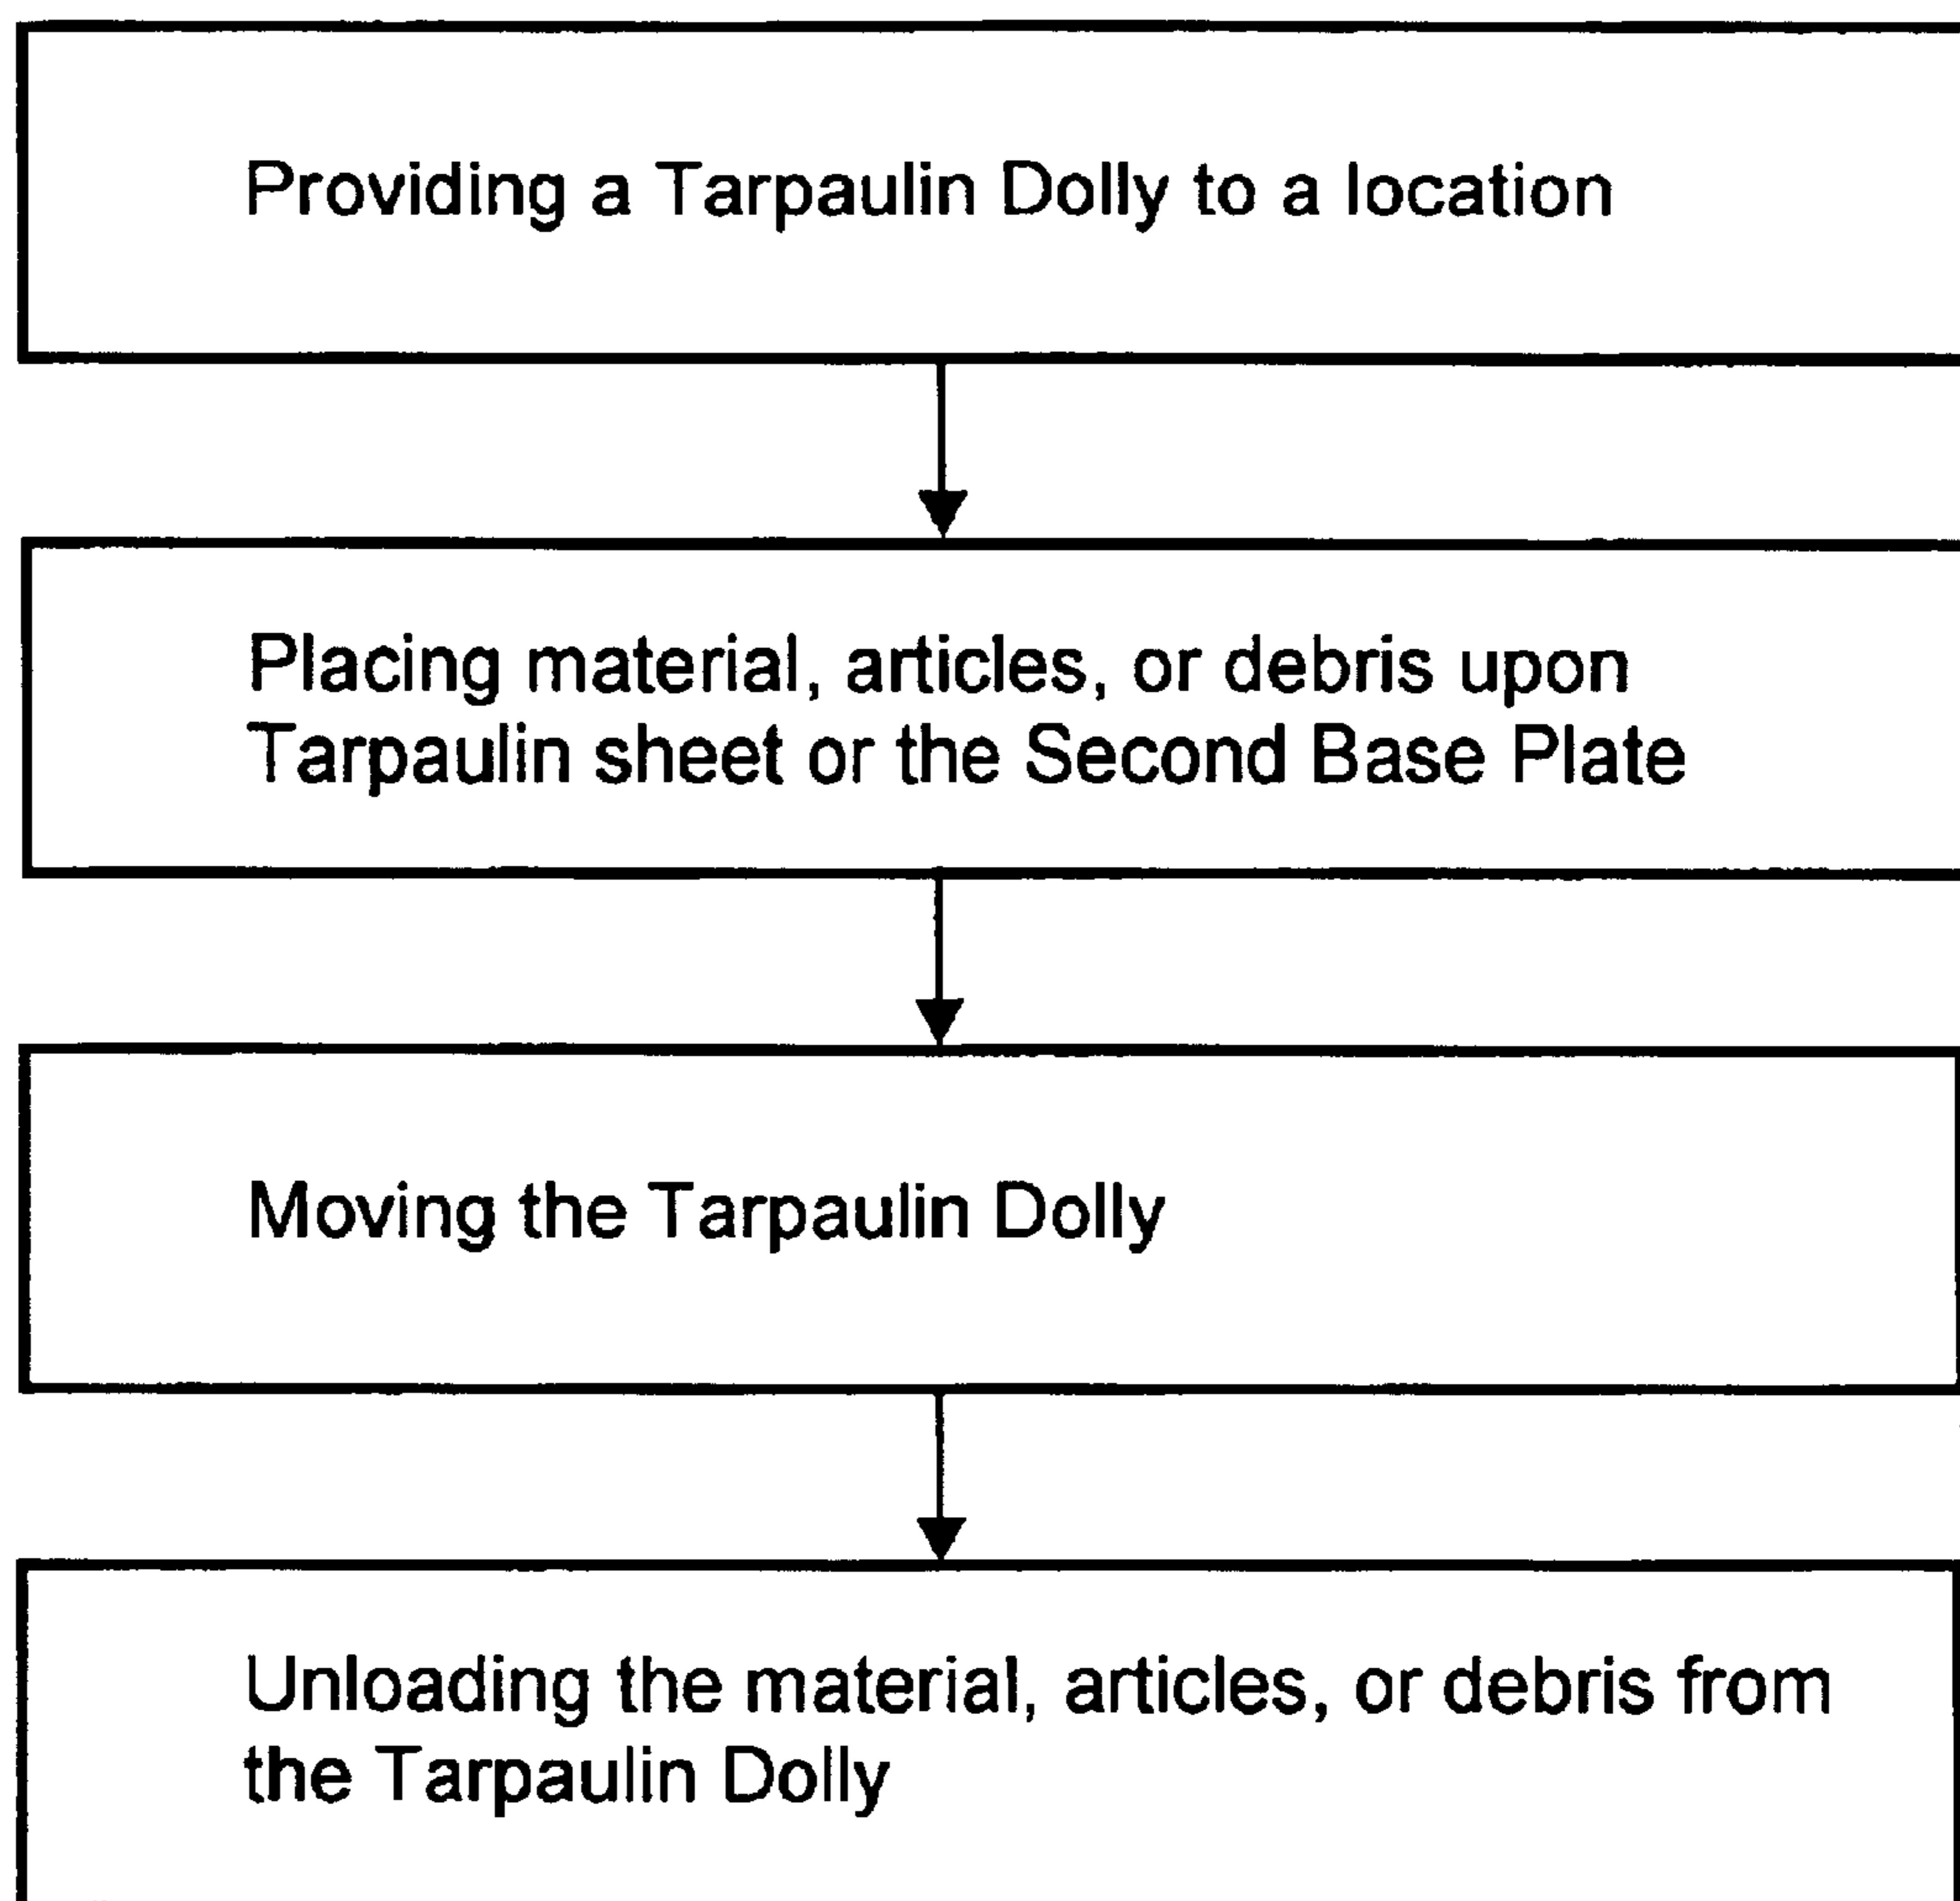 Providing a Tarpaulin Dolly to a location
Placing material, articles, or debris upon
Tarpaulin sheet or the Second Base Plate
Moving the Tarpaulin Dolly
Unloading the material, articles, or debris from
the Tarpaulin Dolly